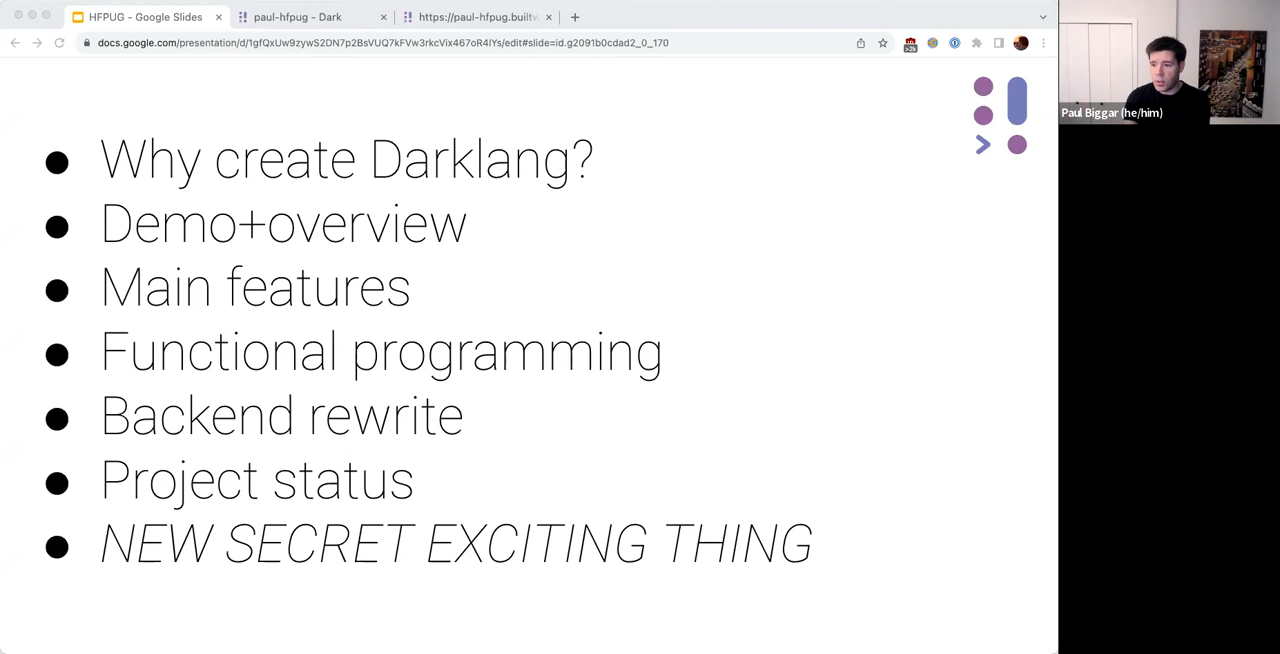 HFPUG - Google Slides
paul-hfpug - Dark
https://paul-hfpug.builtw
docs.google.com/presentation/d/1gfQxUw9zywS2DN7p2BsVUQ7kFVw3rkcVix467oR4lYs/edit#slide=id.g2091b0cdad2_0_170
>2k
Paul Biggar (he/him)
Why create Darklang?
Demo+overview
Main features
Functional programming
Backend rewrite
Project status
NEW SECRET EXCITING THING